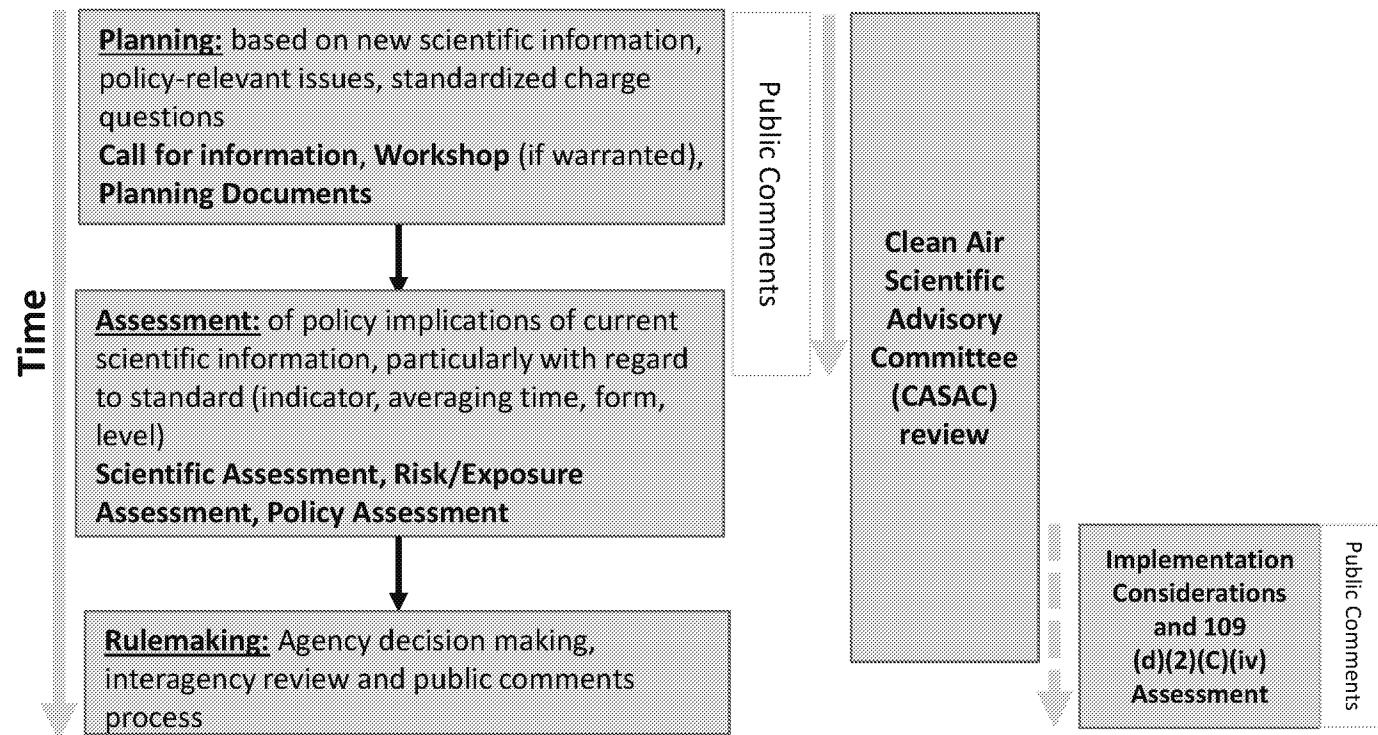 Time
Planning: based on new scientific information,
policy-relevant issues, standardized charge
questions
Call for information, Workshop (if warranted),
Planning Documents
Assessment: of policy implications of current
scientific information, particularly with regard
to standard (indicator, averaging time, form,
level)
Scientific Assessment, Risk/Exposure
Assessment, Policy Assessment
Rulemaking: Agency decision making,
interagency review and public comments
process
Public Comments
Clean Air
Scientific
Advisory
Committee
(CASAC)
review
Implementation
Considerations
and 109
(d)(2)(C)(iv)
Assessment
Public Comments